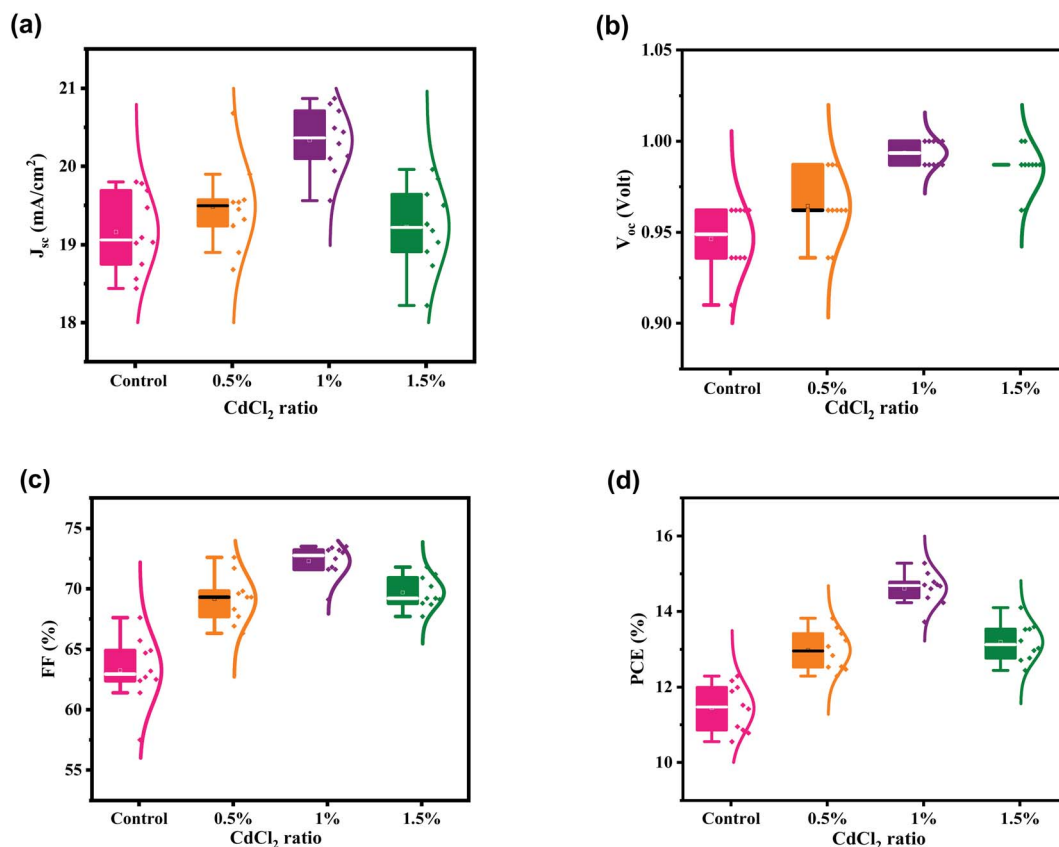 (a)
21
20
19
18
J_sc (mA/cm²)
Control 0.5% 1% 1.5%
CdCl₂ ratio
(b)
1.05
1.00
0.95
0.90
V_oc (Volt)
Control 0.5% 1% 1.5%
CdCl₂ ratio
(c)
75
70
65
60
55
FF (%)
Control 0.5% 1% 1.5%
CdCl₂ ratio
(d)
16
14
12
10
PCE (%)
Control 0.5% 1% 1.5%
CdCl₂ ratio